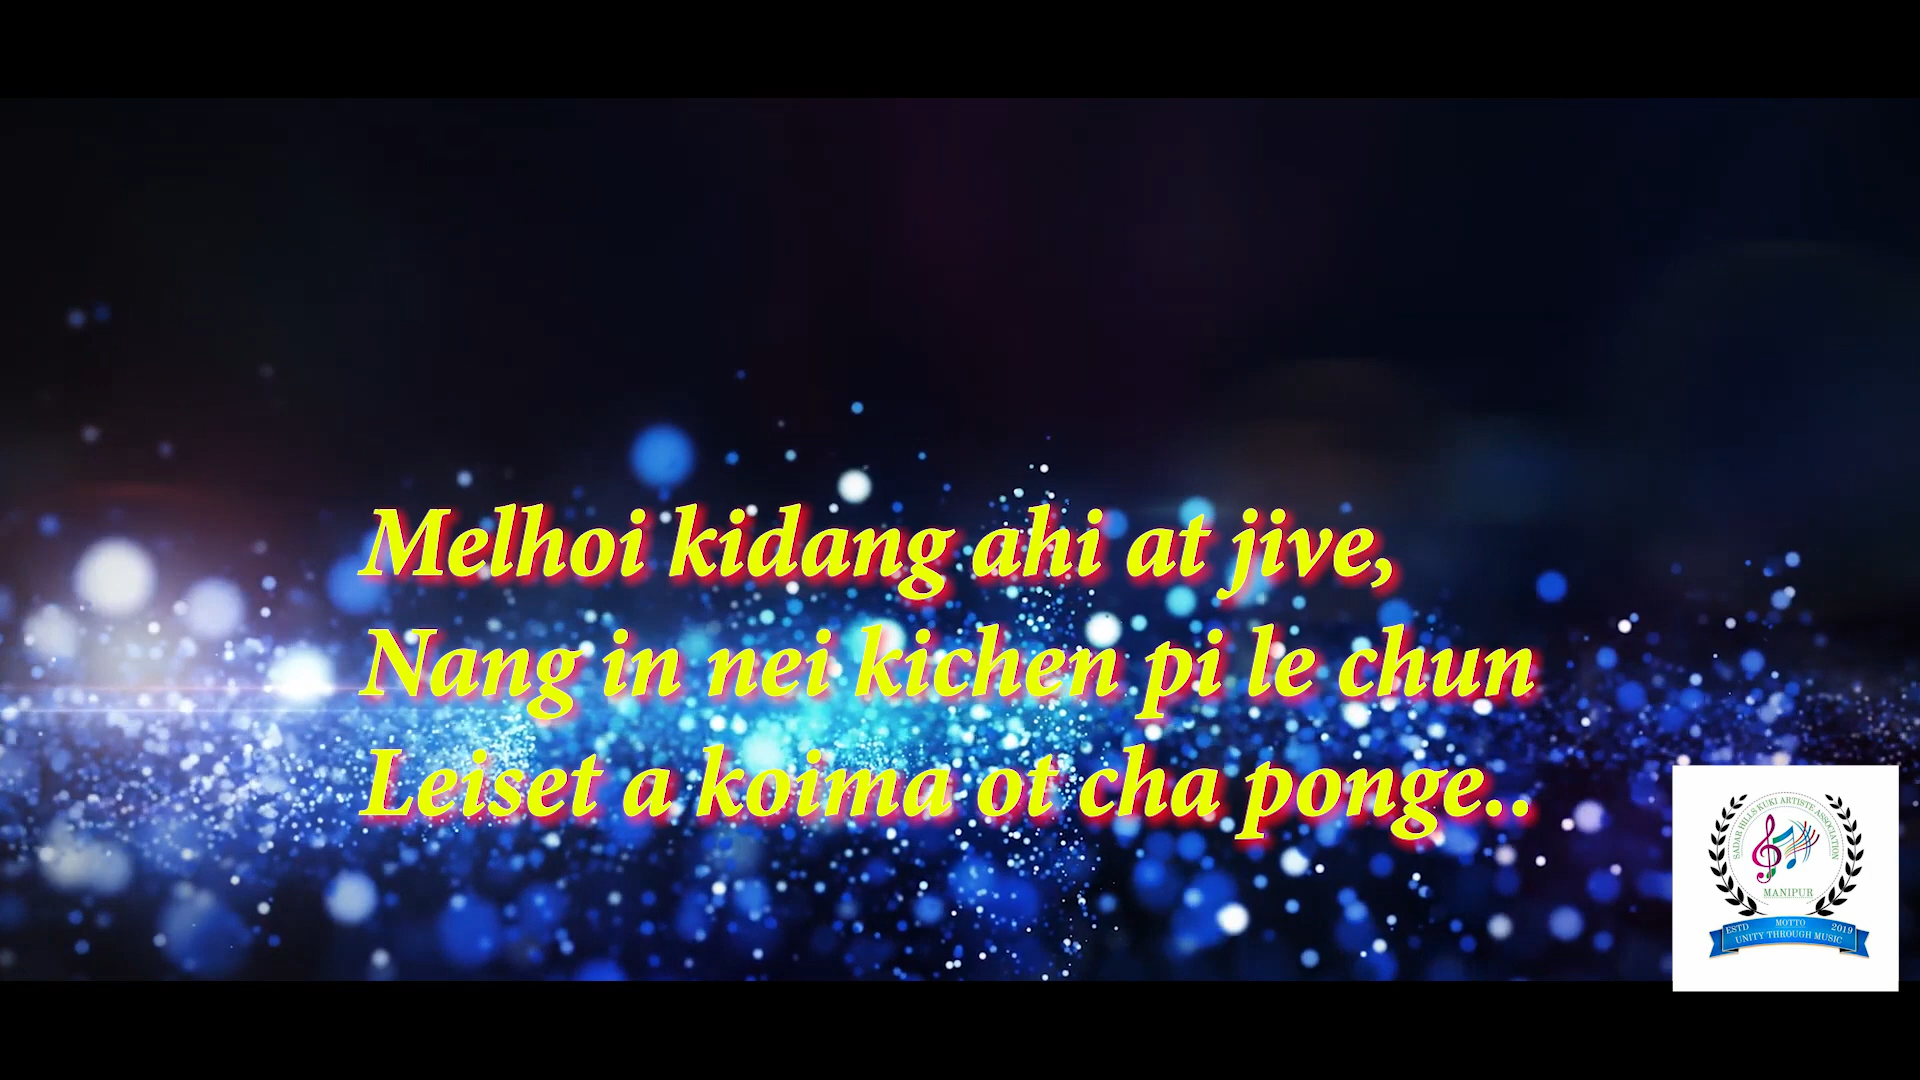 Melhoi kidang ahi at jive,
Nang in nei kichen pi le chun
Leiset a koima ot cha ponge..
SADAR HILLS KUKI ARTISTE ASSOCIATION
MANIPUR
ESTD MOTTO 2019
UNITY THROUGH MUSIC